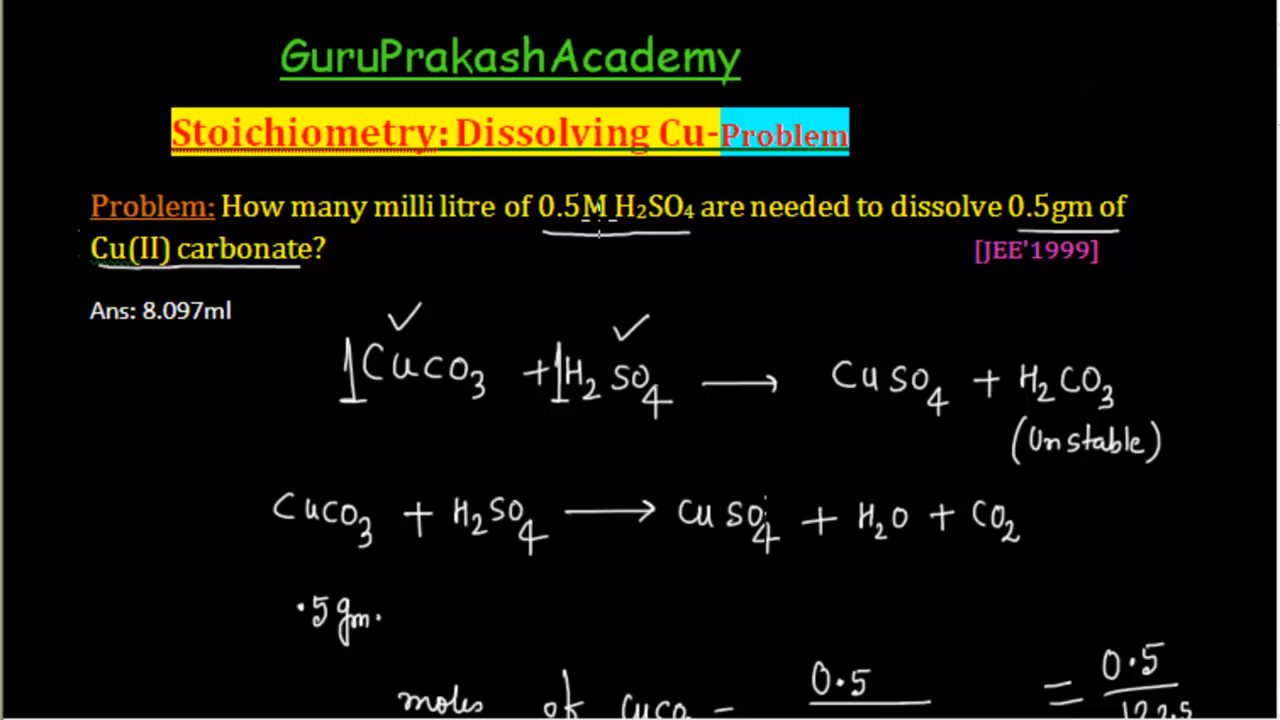 GuruPrakashAcademy
Stoichiometry: Dissolving Cu-Problem
Problem: How many milli litre of 0.5M H₂SO₄ are needed to dissolve 0.5gm of
Cu(II) carbonate?
[JEE'1999]
Ans: 8.097ml
1CuCO₃ + 1H₂SO₄ → CuSO₄ + H₂CO₃
(Unstable)
CuCO₃ + H₂SO₄ → CuSO₄ + H₂O + CO₂
.5 gm.
0.5
= 0.5
moles of CuCO₃ =